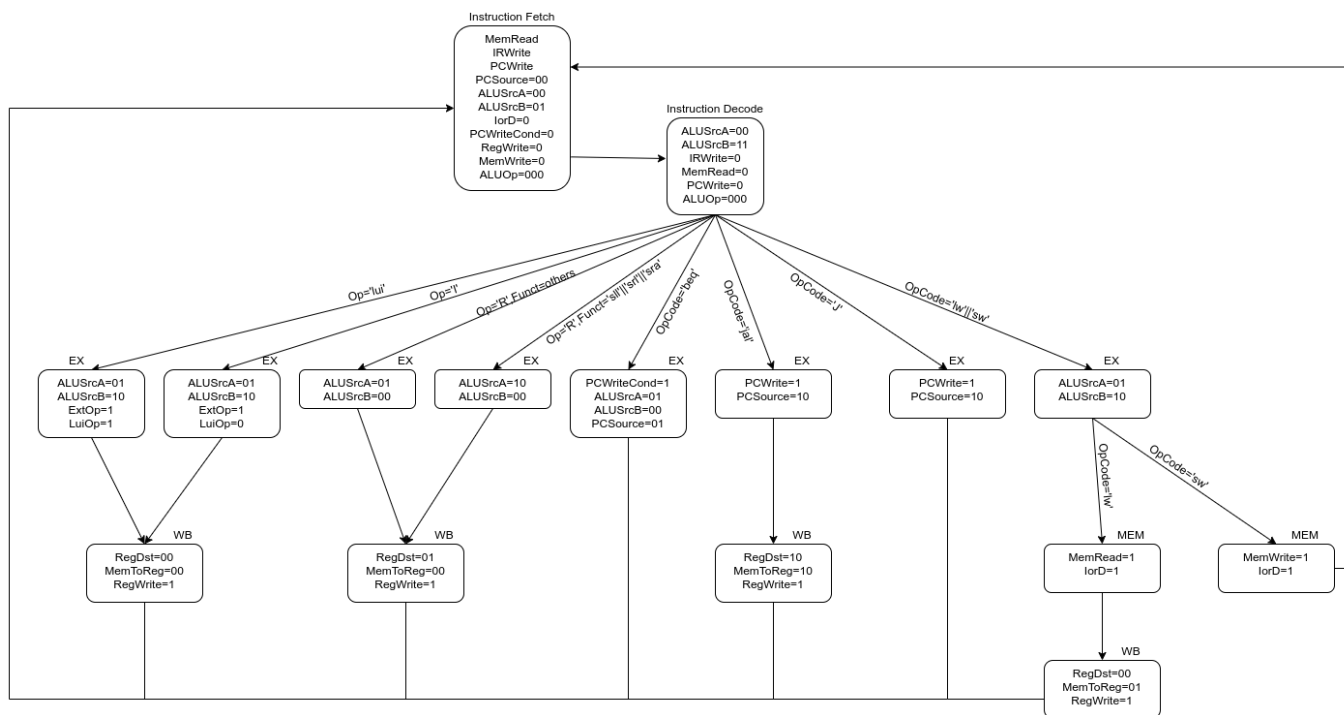 Instruction Fetch
MemRead
IRWrite
PCWrite
PCSource=00
ALUSrcA=00
ALUSrcB=01
IorD=0
PCWriteCond=0
RegWrite=0
MemWrite=0
ALUOp=000
Instruction Decode
ALUSrcA=00
ALUSrcB=11
IRWrite=0
MemRead=0
PCWrite=0
ALUOp=000
Op='lui'
Op='I'
Op='R',Funct=others
Op='R',Funct='sll'||'srl'||'sra'
OpCode='beq'
OpCode='jal'
OpCode='J'
OpCode='lw'||'sw'
EX
ALUSrcA=01
ALUSrcB=10
ExtOp=1
LuiOp=1
EX
ALUSrcA=01
ALUSrcB=10
ExtOp=1
LuiOp=0
EX
ALUSrcA=01
ALUSrcB=00
EX
ALUSrcA=10
ALUSrcB=00
EX
PCWriteCond=1
ALUSrcA=01
ALUSrcB=00
PCSource=01
EX
PCWrite=1
PCSource=10
EX
PCWrite=1
PCSource=10
EX
ALUSrcA=01
ALUSrcB=10
OpCode='lw'
OpCode='sw'
WB
RegDst=00
MemToReg=00
RegWrite=1
WB
RegDst=01
MemToReg=00
RegWrite=1
WB
RegDst=10
MemToReg=10
RegWrite=1
MEM
MemRead=1
IorD=1
MEM
MemWrite=1
IorD=1
WB
RegDst=00
MemToReg=01
RegWrite=1